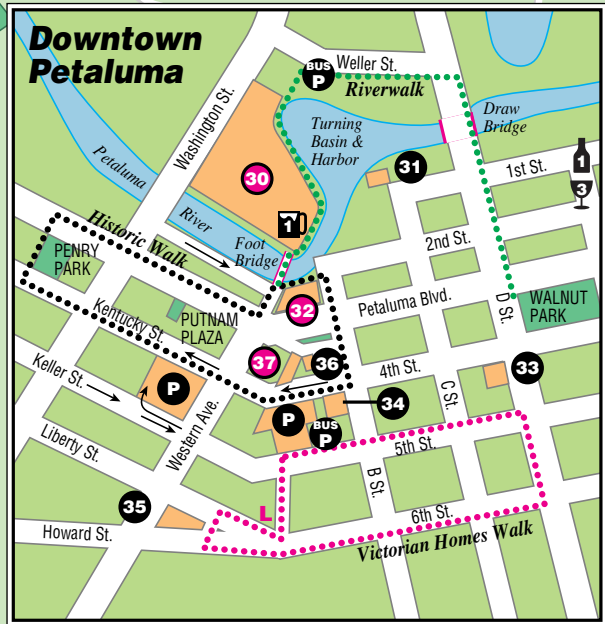 Downtown
Petaluma
BUS
P
Weller St.
Riverwalk
Washington St.
Turning
Basin &
Harbor
Draw
Bridge
Petaluma
31
1st St.
1
3
30
1
River
Historic Walk
Foot
Bridge
2nd St.
PENRY
PARK
Petaluma Blvd.
D St.
WALNUT
PARK
32
Kentucky St.
PUTNAM
PLAZA
37
36
4th St.
33
Keller St.
P
C St.
34
P
BUS
P
Western Ave.
5th St.
Liberty St.
B St.
35
L
6th St.
Howard St.
Victorian Homes Walk